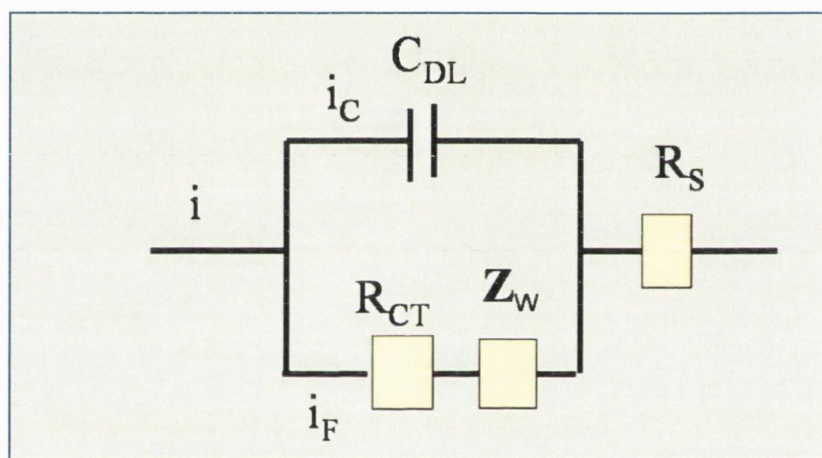 C_DL
i_C
R_S
i
R_CT
Z_W
i_F